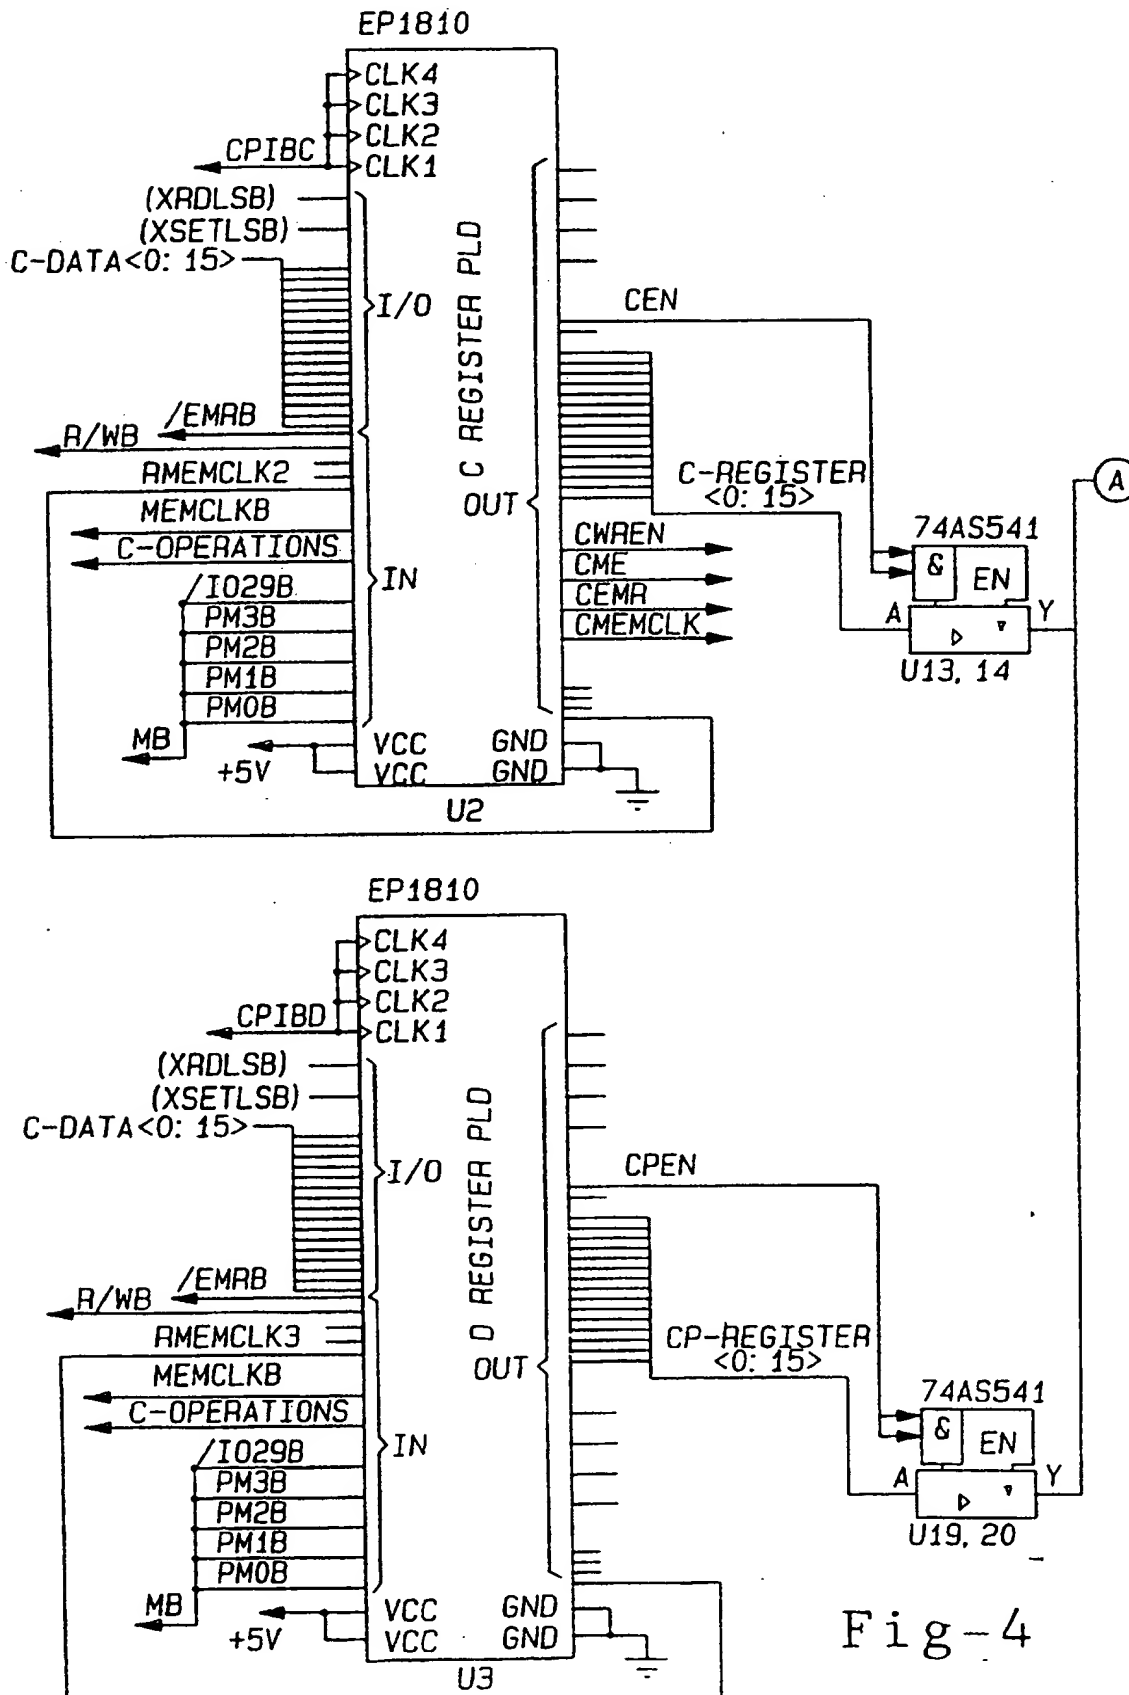 EP1810
CLK4
CLK3
CLK2
CPIBC
CLK1
(XRDLSB)
(XSETLSB)
C-DATA<0: 15>
I/O
C REGISTER PLD
CEN
/EMRB
R/WB
RMEMCLK2
C-REGISTER
<0: 15>
OUT
MEMCLKB
C-OPERATIONS
IN
/IO29B
PM3B
PM2B
PM1B
PM0B
MB
+5V
VCC
VCC
GND
GND
CWREN
CME
CEMR
CMEMCLK
U2
A
74AS541
&
EN
A
Y
U13, 14
EP1810
CLK4
CLK3
CLK2
CPIBD
CLK1
(XRDLSB)
(XSETLSB)
C-DATA<0: 15>
I/O
D REGISTER PLD
CPEN
/EMRB
R/WB
RMEMCLK3
CP-REGISTER
<0: 15>
OUT
MEMCLKB
C-OPERATIONS
IN
/IO29B
PM3B
PM2B
PM1B
PM0B
MB
+5V
VCC
VCC
GND
GND
U3
74AS541
&
EN
A
Y
U19, 20
Fig-4